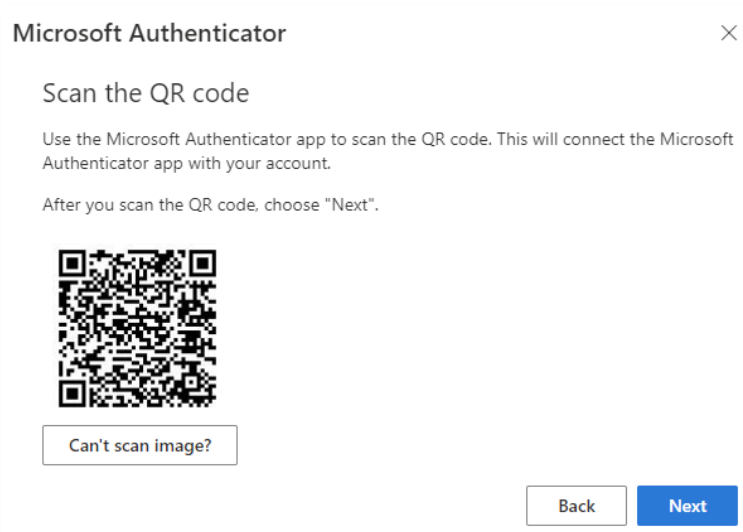 Microsoft Authenticator
Scan the QR code
Use the Microsoft Authenticator app to scan the QR code. This will connect the Microsoft
Authenticator app with your account.
After you scan the QR code, choose "Next".
Can't scan image?
Back
Next